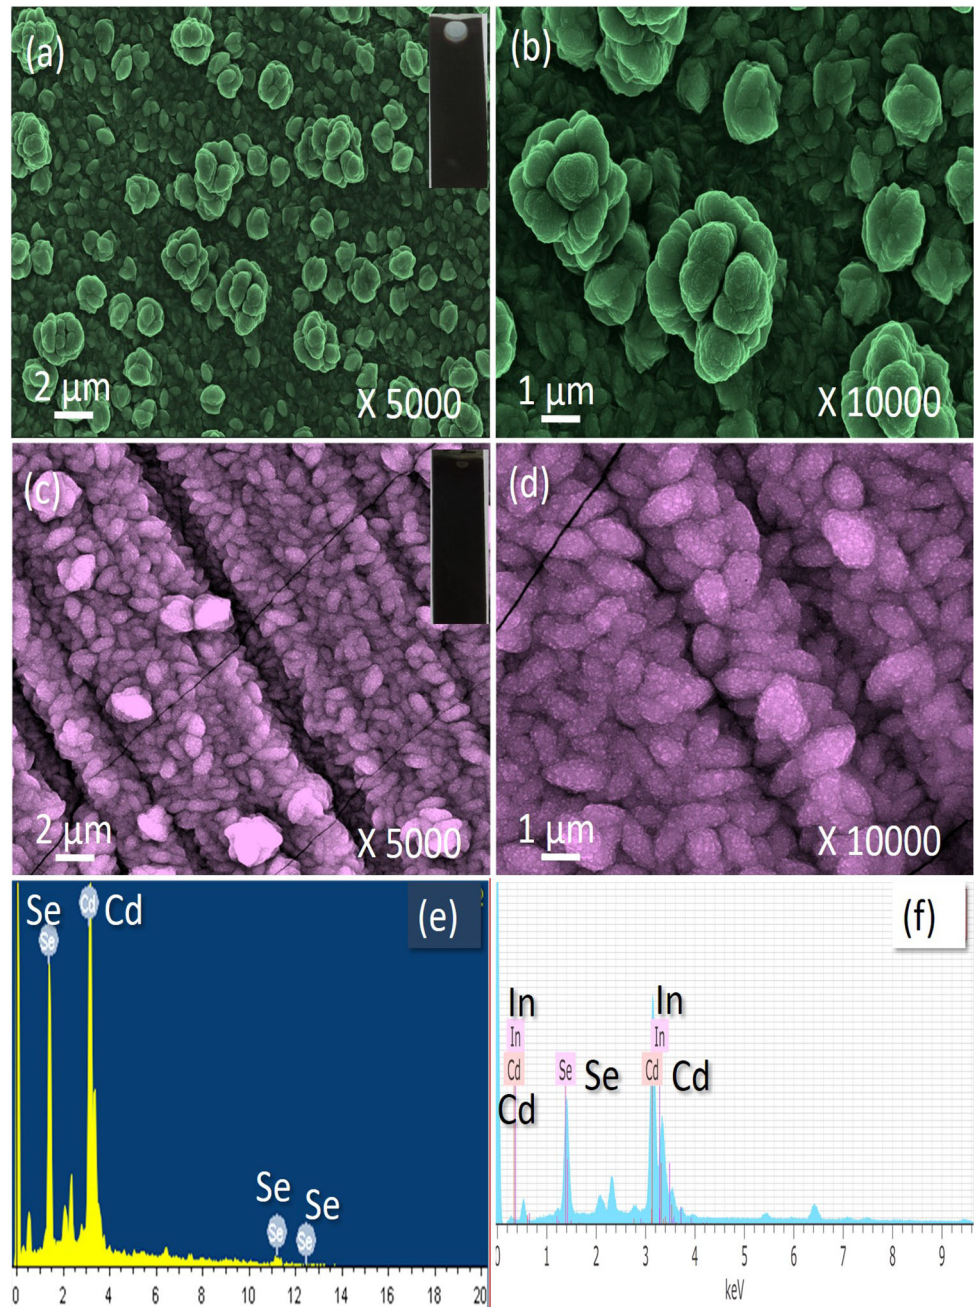 (a)
2 μm
X 5000
(b)
1 μm
X 10000
(c)
2 μm
X 5000
(d)
1 μm
X 10000
Se
Cd
Cd
Se
(e)
Se
Se
Se
Se
0 2 4 6 8 10 12 14 16 18 20
(f)
In
In
In
In
Cd
Se
Se
Cd
Cd
Cd
0 1 2 3 4 5 6 7 8 9
keV